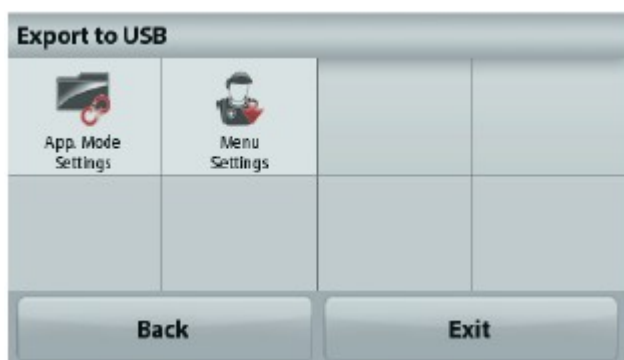 Export to USB
App. Mode
Settings
Menu
Settings
Back
Exit